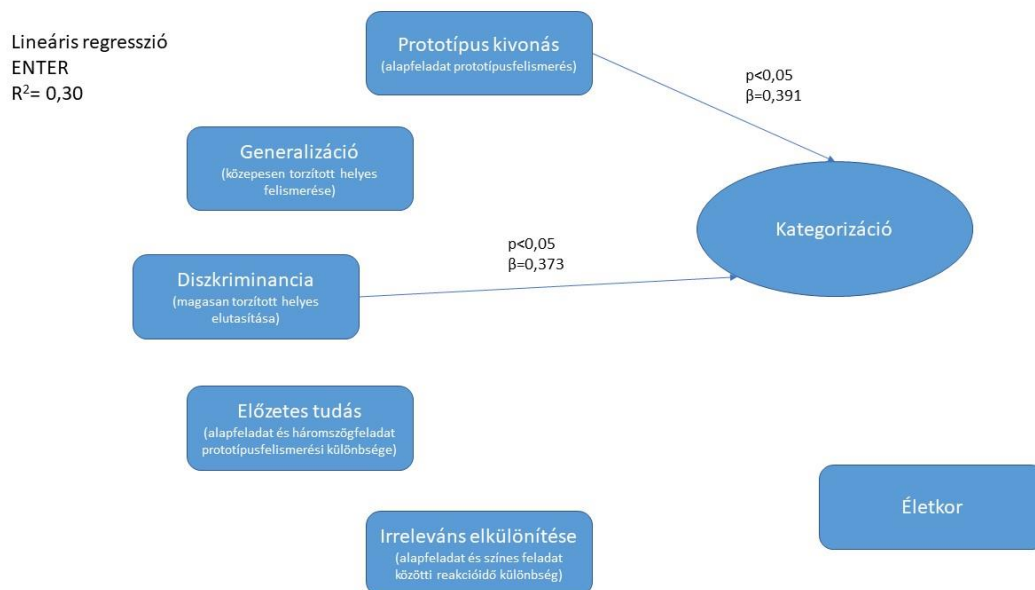 Lineáris regresszió
ENTER
R²= 0,30
Prototípus kivonás
(alapfeladat prototípusfelismerés)
p<0,05
β=0,391
Generalizáció
(közepesen torzított helyes
felismerése)
Kategorizáció
p<0,05
β=0,373
Diszkriminancia
(magasan torzított helyes
elutasítása)
Előzetes tudás
(alapfeladat és háromszögfeladat
prototípusfelismerési különbsége)
Életkor
Irreleváns elkülönítése
(alapfeladat és színes feladat
közötti reakcióidő különbség)